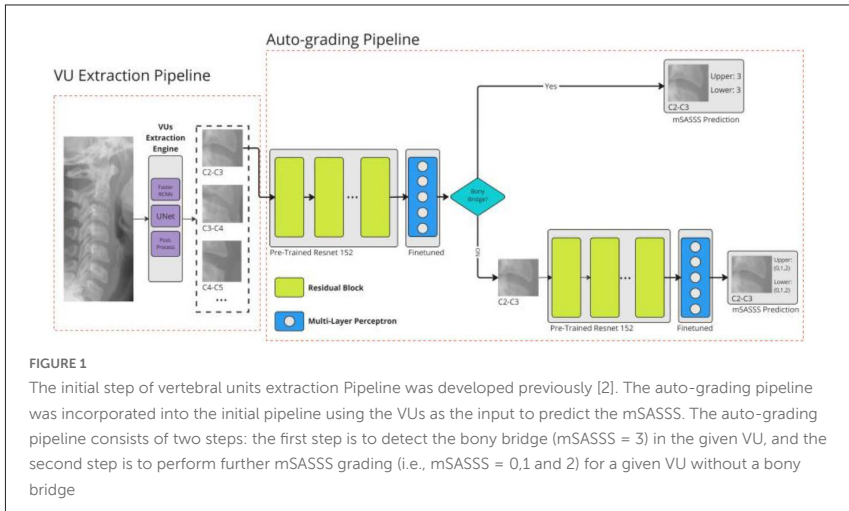 Auto-grading Pipeline
VU Extraction Pipeline
VUs
Extraction
Engine
Faster
RCNN
UNet
Post
Process
C2-C3
C3-C4
C4-C5
...
...
Pre-Trained Resnet 152
Finetuned
Bony
Bridge?
Yes
Upper: 3
Lower: 3
C2-C3
mSASSS Prediction
NO
C2-C3
...
Pre-Trained Resnet 152
Finetuned
Upper:
(0,1,2)
Lower:
(0,1,2)
C2-C3
mSASSS Prediction
Residual Block
Multi-Layer Perceptron
FIGURE 1
The initial step of vertebral units extraction Pipeline was developed previously [2]. The auto-grading pipeline
was incorporated into the initial pipeline using the VUs as the input to predict the mSASSS. The auto-grading
pipeline consists of two steps: the first step is to detect the bony bridge (mSASSS = 3) in the given VU, and the
second step is to perform further mSASSS grading (i.e., mSASSS = 0,1 and 2) for a given VU without a bony
bridge